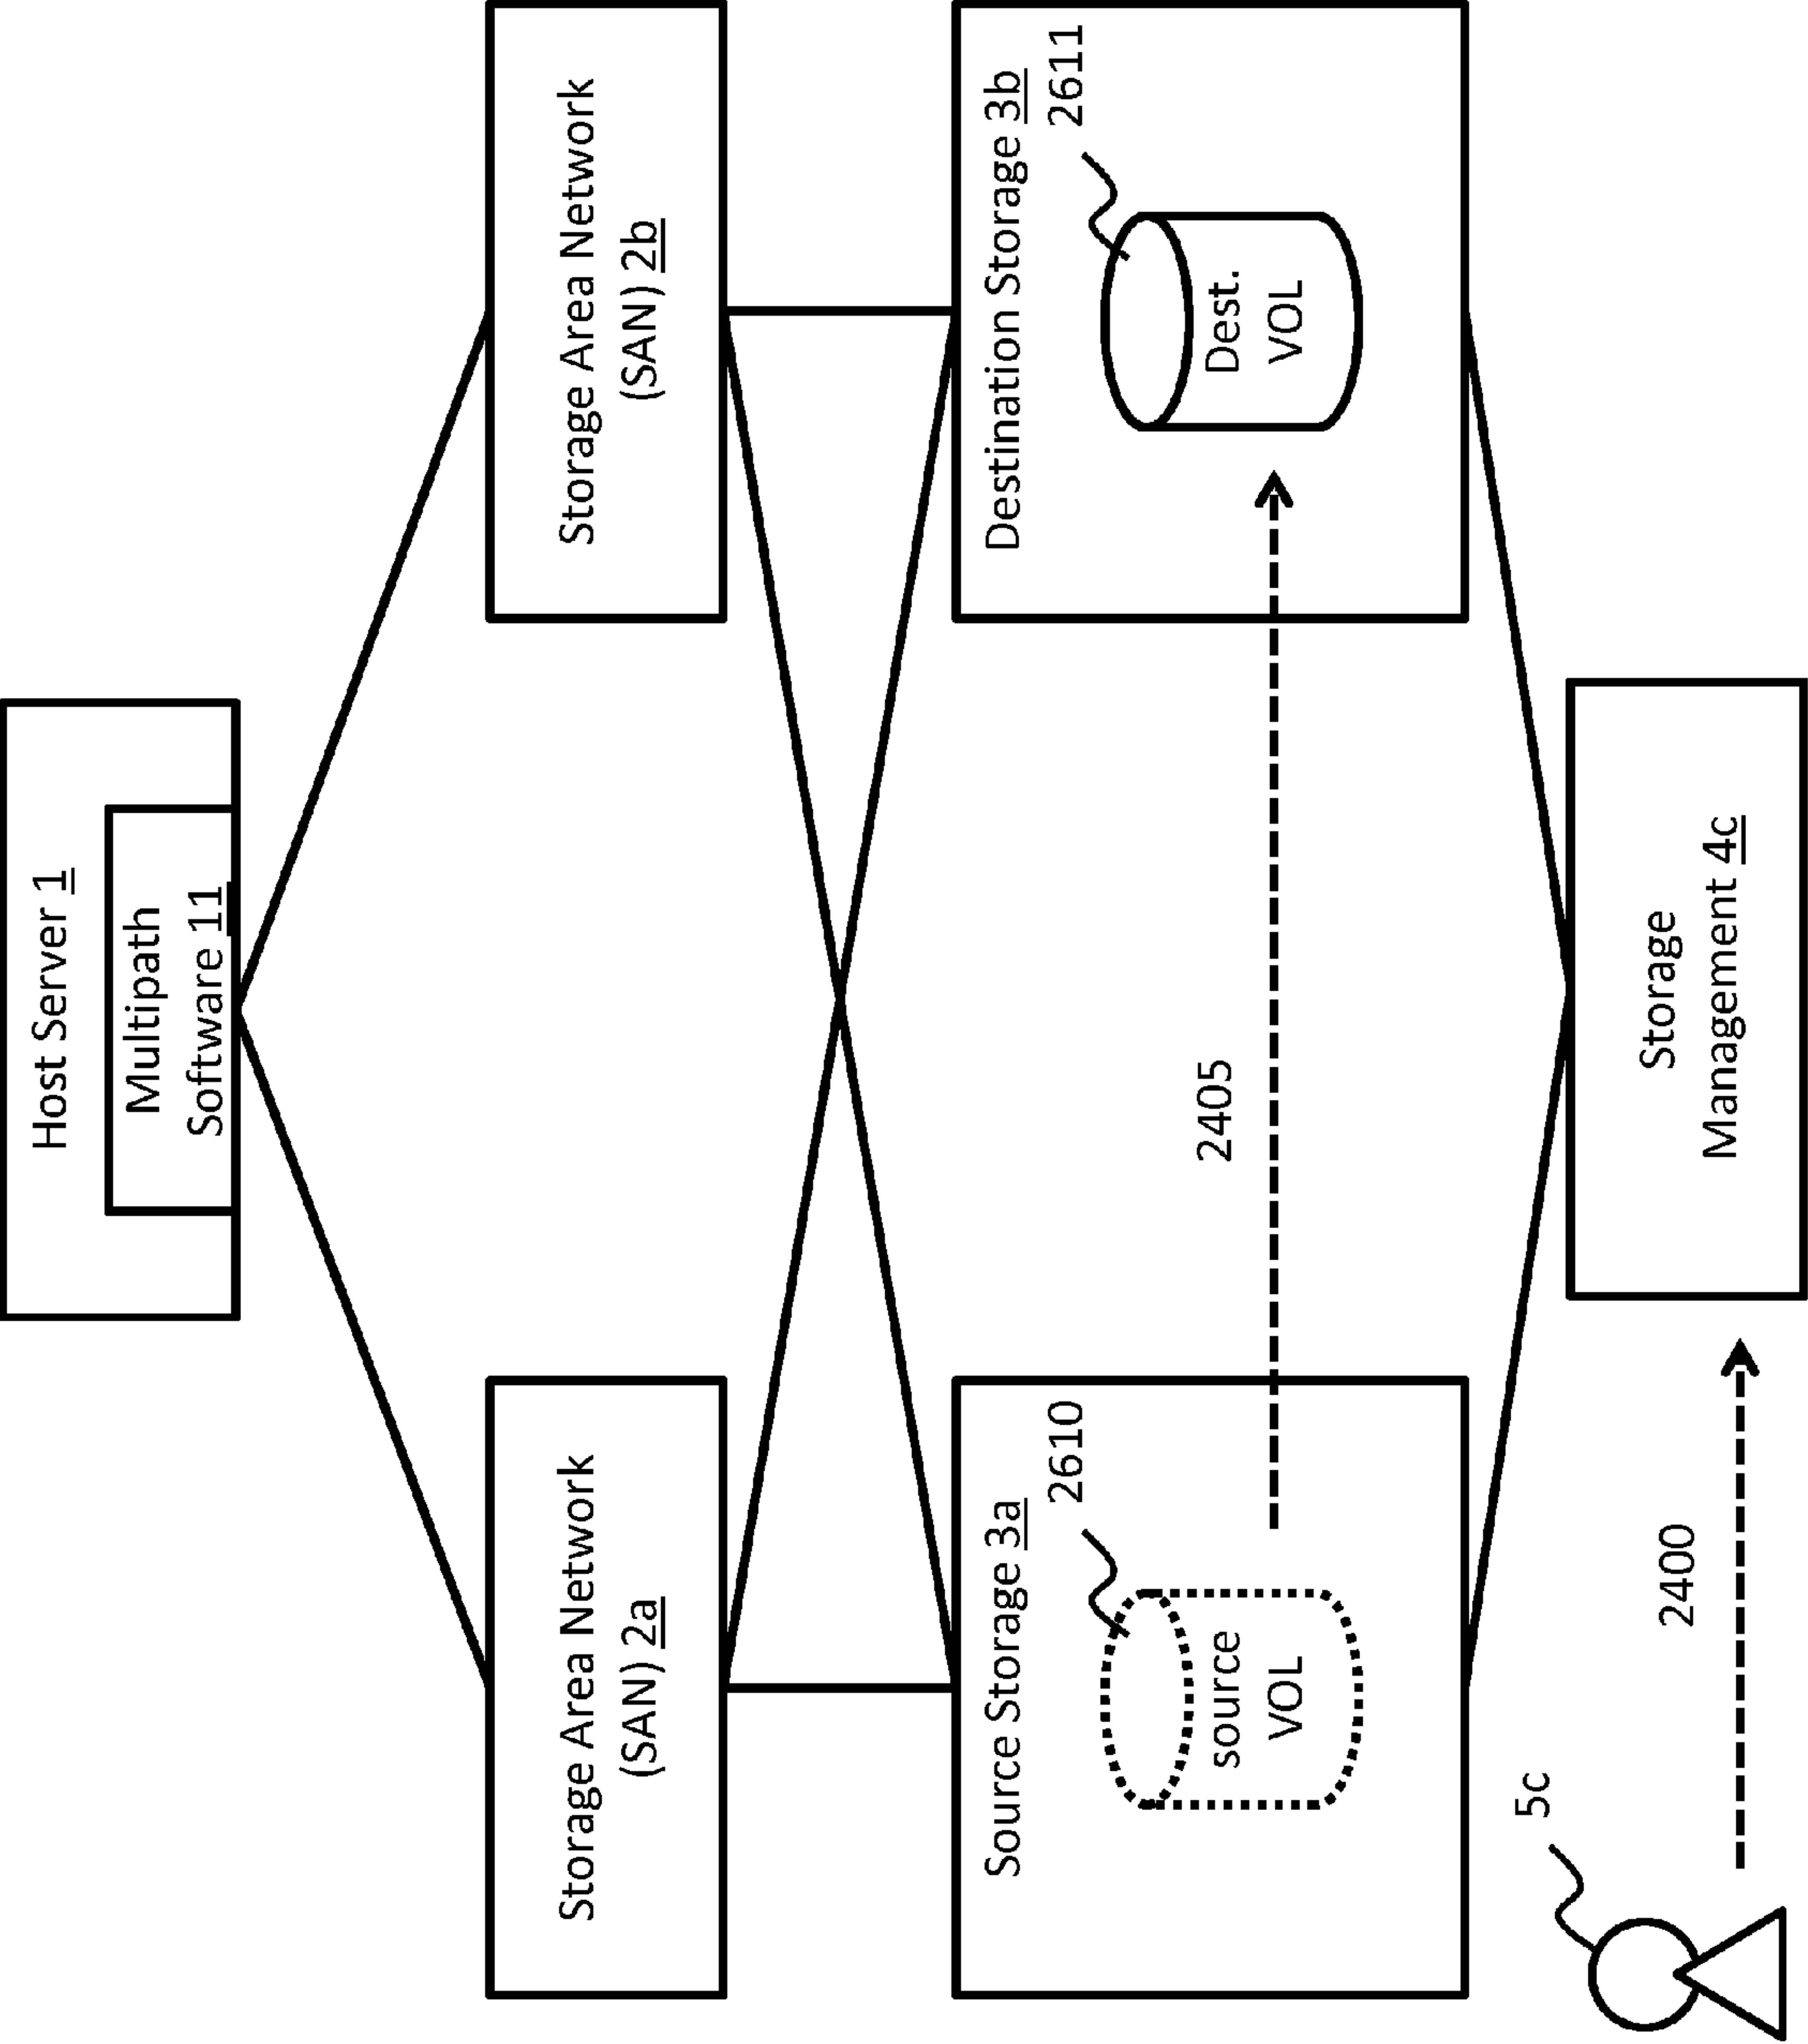 Host Server 1
Multipath
Software 11
Storage Area Network
(SAN) 2a
Storage Area Network
(SAN) 2b
Source Storage 3a
2610
source
VOL
2405
Destination Storage 3b
2611
Dest.
VOL
5c
2400
Storage
Management 4c